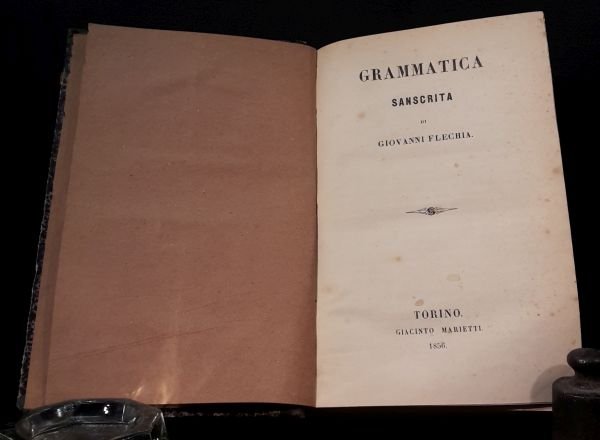 GRAMMATICA
SANSCRITA
DI
GIOVANNI FLECHIA.
TORINO.
GIACINTO MARIETTI
1856.